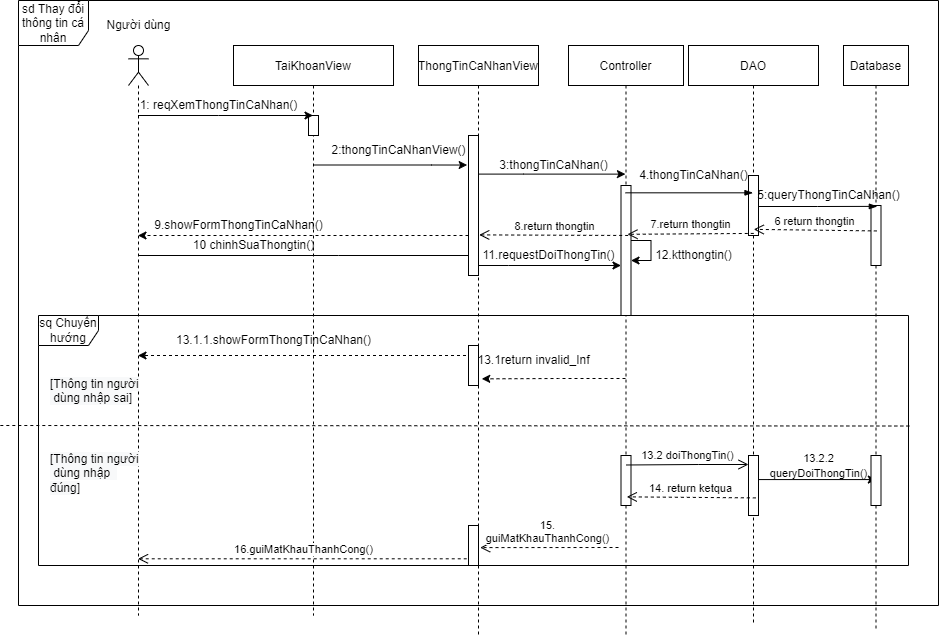 sd Thay đổi
thông tin cá
nhân
Người dùng
TaiKhoanView
ThongTinCaNhanView
Controller
DAO
Database
1: reqXemThongTinCaNhan()
2:thongTinCaNhanView()
3:thongTinCaNhan()
4.thongTinCaNhan()
5:queryThongTinCaNhan()
6 return thongtin
7.return thongtin
8.return thongtin
9.showFormThongTinCaNhan()
10 chinhSuaThongtin()
11.requestDoiThongTin()
12.ktthongtin()
sq Chuyển
hướng
13.1.1.showFormThongTinCaNhan()
13.1return invalid_Inf
[Thông tin người
dùng nhập sai]
[Thông tin người
dùng nhập
đúng]
13.2 doiThongTin()
13.2.2
queryDoiThongTin()
14. return ketqua
15.
guiMatKhauThanhCong()
16.guiMatKhauThanhCong()